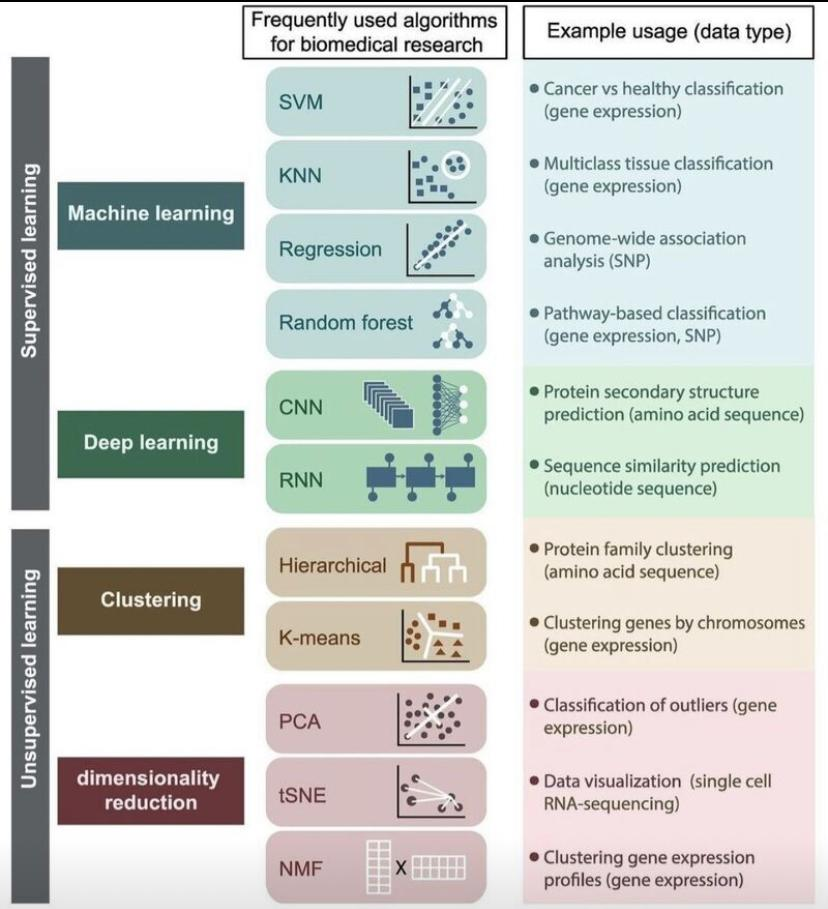 Frequently used algorithms
for biomedical research
Example usage (data type)
Supervised learning
Machine learning
SVM
Cancer vs healthy classification
(gene expression)
KNN
Multiclass tissue classification
(gene expression)
Regression
Genome-wide association
analysis (SNP)
Random forest
Pathway-based classification
(gene expression, SNP)
Deep learning
CNN
Protein secondary structure
prediction (amino acid sequence)
RNN
Sequence similarity prediction
(nucleotide sequence)
Unsupervised learning
Clustering
Hierarchical
Protein family clustering
(amino acid sequence)
K-means
Clustering genes by chromosomes
(gene expression)
dimensionality
reduction
PCA
Classification of outliers (gene
expression)
tSNE
Data visualization (single cell
RNA-sequencing)
NMF
X
Clustering gene expression
profiles (gene expression)